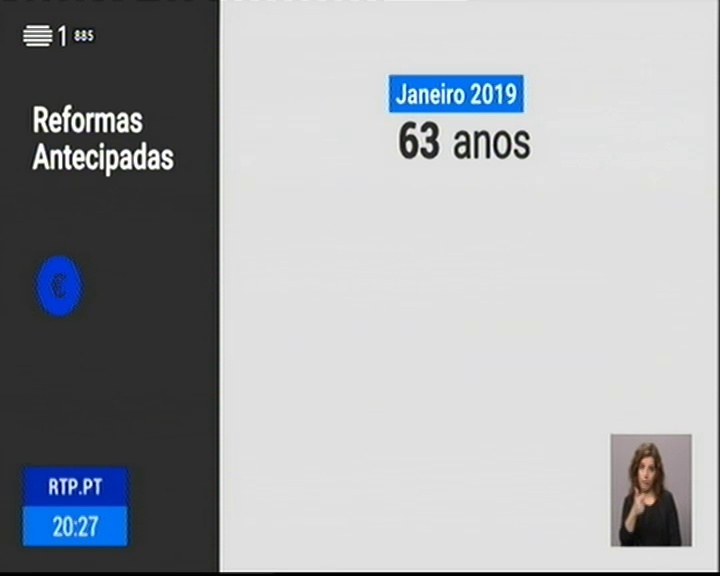 1 885
Reformas
Antecipadas
Janeiro 2019
63 anos
€
RTP.PT
20:27